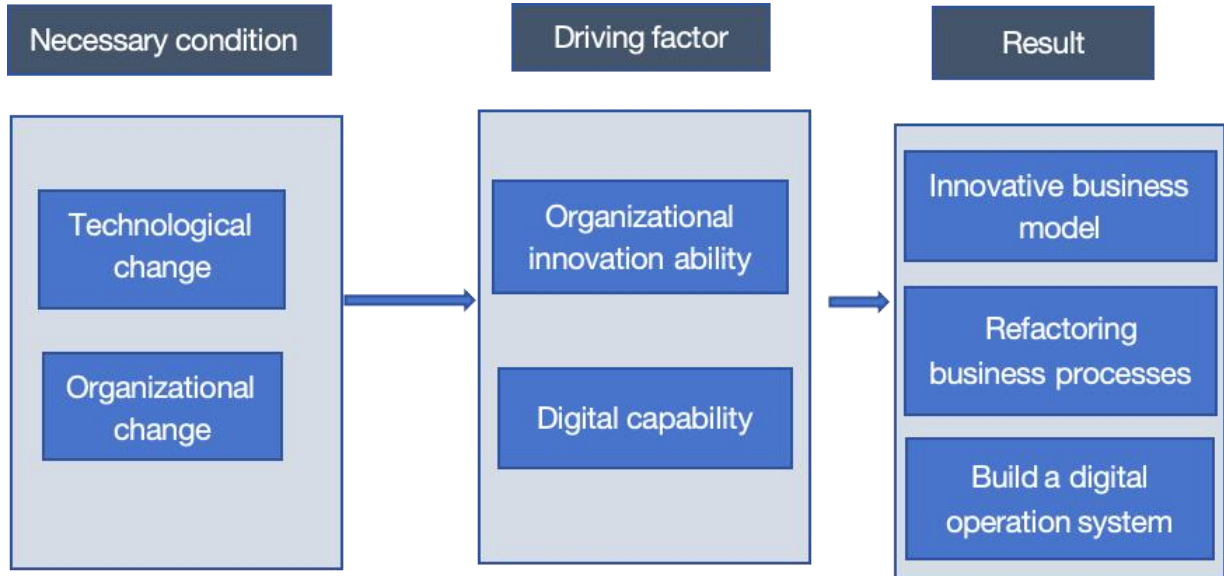 Necessary condition
Driving factor
Result
Technological
change
Organizational
change
Organizational
innovation ability
Digital capability
Innovative business
model
Refactoring
business processes
Build a digital
operation system